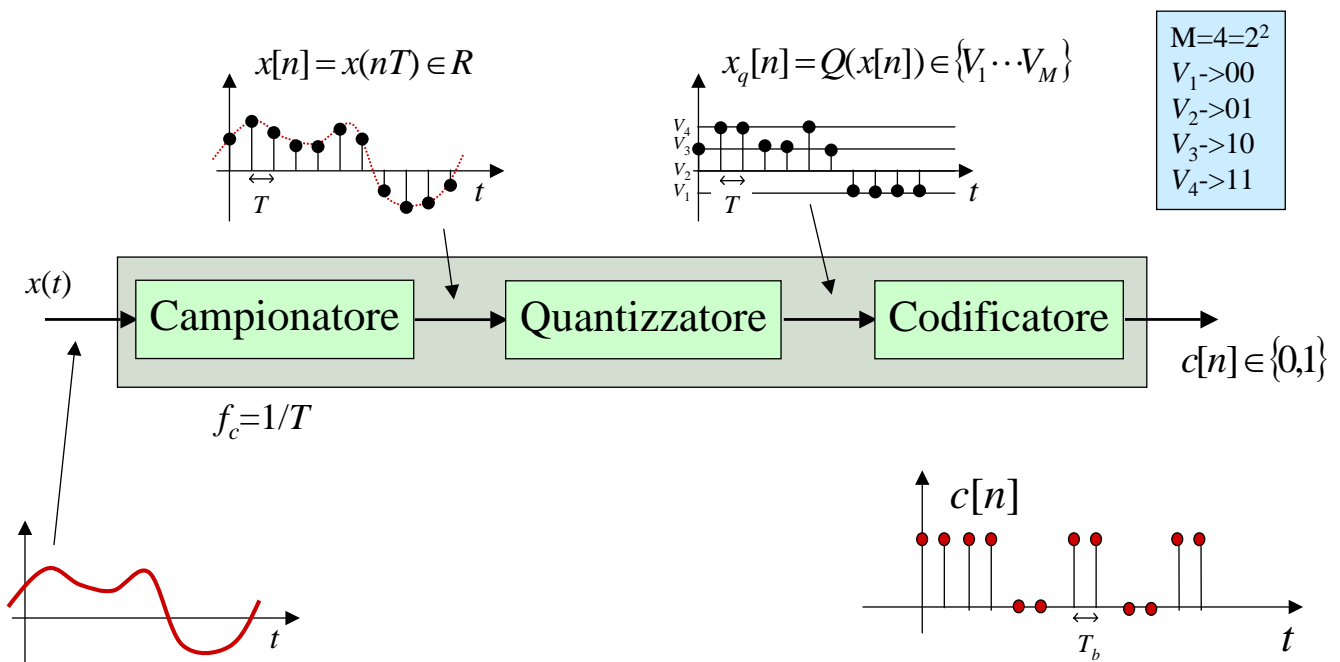 x[n] = x(nT) ∈ R
T
t
x_q[n] = Q(x[n]) ∈ {V_1 ⋯ V_M}
V_4
V_3
V_2
V_1
T
t
M=4=2²
V_1->00
V_2->01
V_3->10
V_4->11
x(t)
Campionatore
Quantizzatore
Codificatore
c[n] ∈ {0,1}
f_c=1/T
t
c[n]
T_b
t